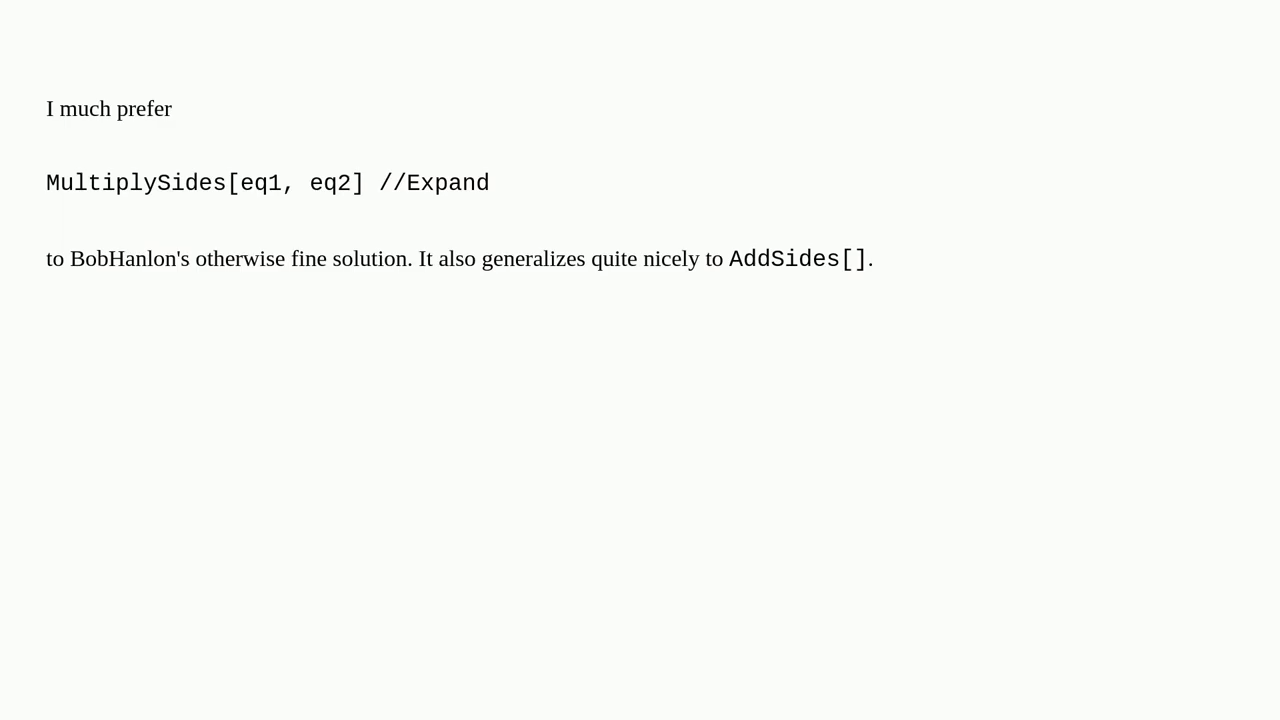 I much prefer
MultiplySides[eq1, eq2] //Expand
to BobHanlon's otherwise fine solution. It also generalizes quite nicely to AddSides[].